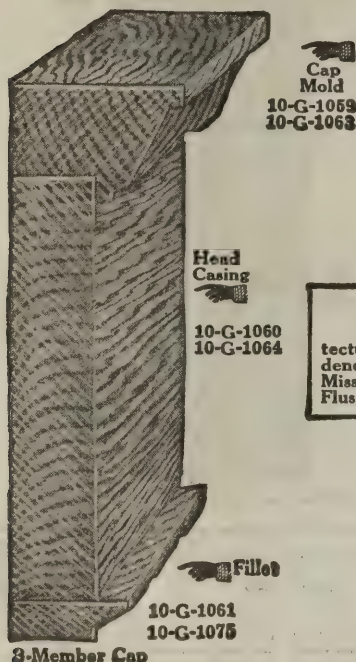 Cap
Mold
10-G-1059
10-G-1063
Head
Casing
10-G-1060
10-G-1064
tectu
denc
Miss
Flus
Fillet
10-G-1061
10-G-1075
3-Member Cap